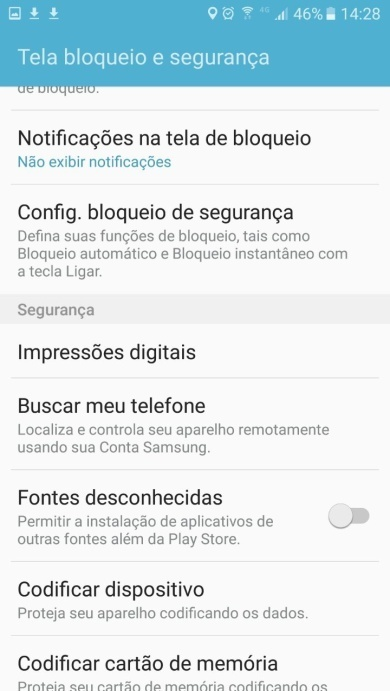 4G 46% 14:28
Tela bloqueio e segurança
de bloqueio.
Notificações na tela de bloqueio
Não exibir notificações
Config. bloqueio de segurança
Defina suas funções de bloqueio, tais como
Bloqueio automático e Bloqueio instantâneo com
a tecla Ligar.
Segurança
Impressões digitais
Buscar meu telefone
Localiza e controla seu aparelho remotamente
usando sua Conta Samsung.
Fontes desconhecidas
Permitir a instalação de aplicativos de
outras fontes além da Play Store.
Codificar dispositivo
Proteja seu aparelho codificando os dados.
Codificar cartão de memória
Proteja seu cartão de memória codificando os